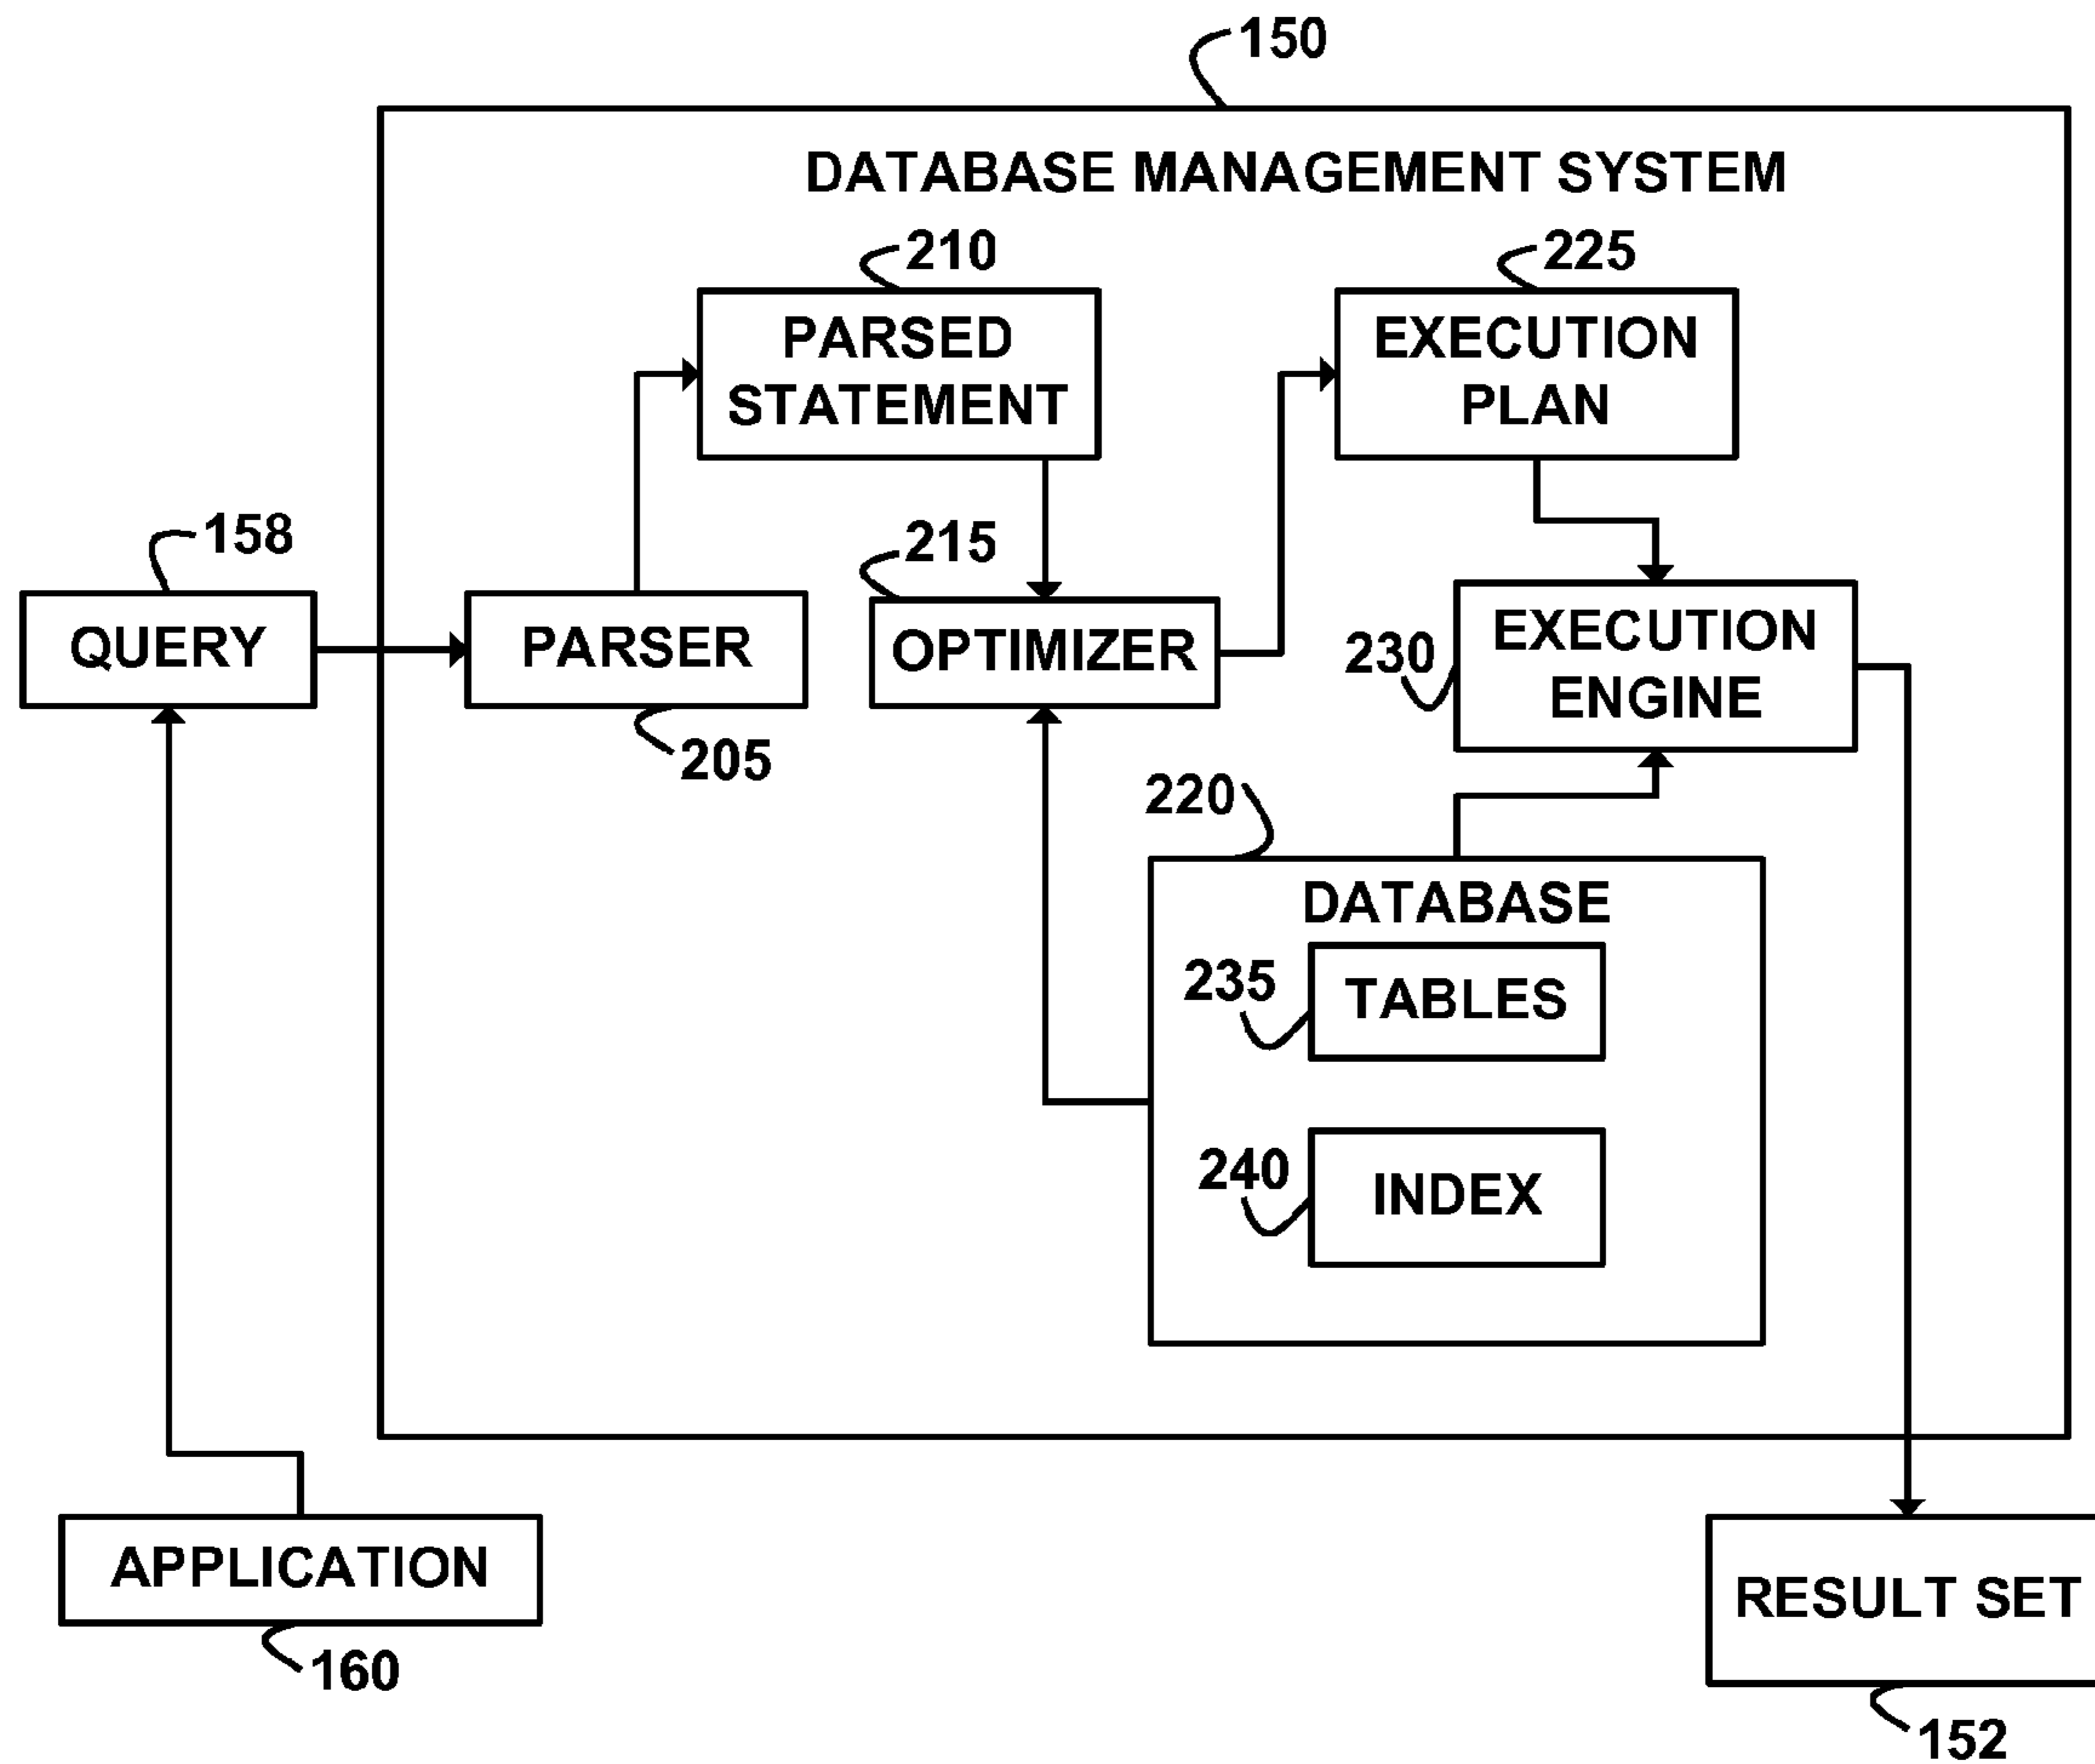 150
DATABASE MANAGEMENT SYSTEM
210
225
PARSED
STATEMENT
EXECUTION
PLAN
158
215
QUERY
PARSER
OPTIMIZER
230
EXECUTION
ENGINE
205
220
DATABASE
235
TABLES
240
INDEX
APPLICATION
160
RESULT SET
152